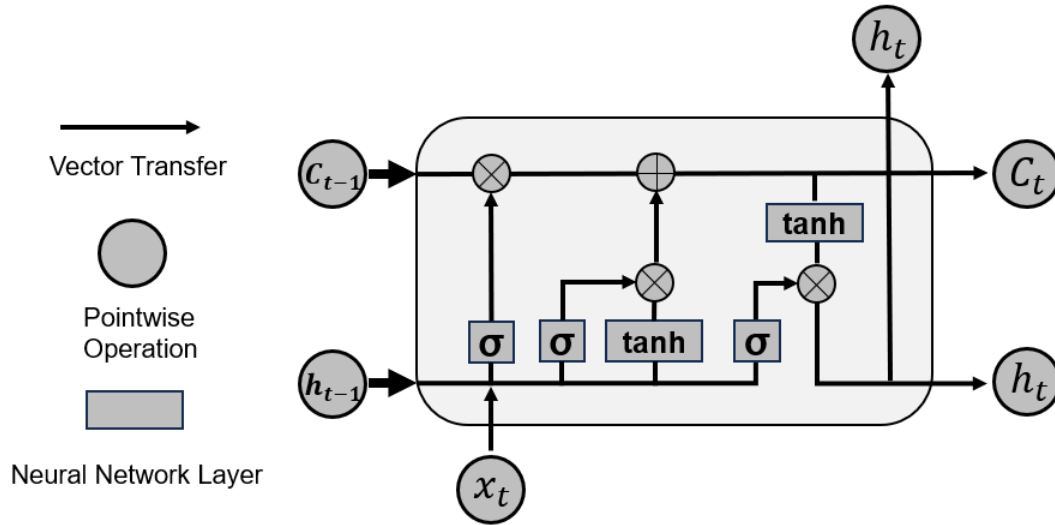 h_t
Vector Transfer
C_{t-1}
C_t
tanh
Pointwise
Operation
σ
σ
tanh
σ
h_{t-1}
h_t
Neural Network Layer
x_t